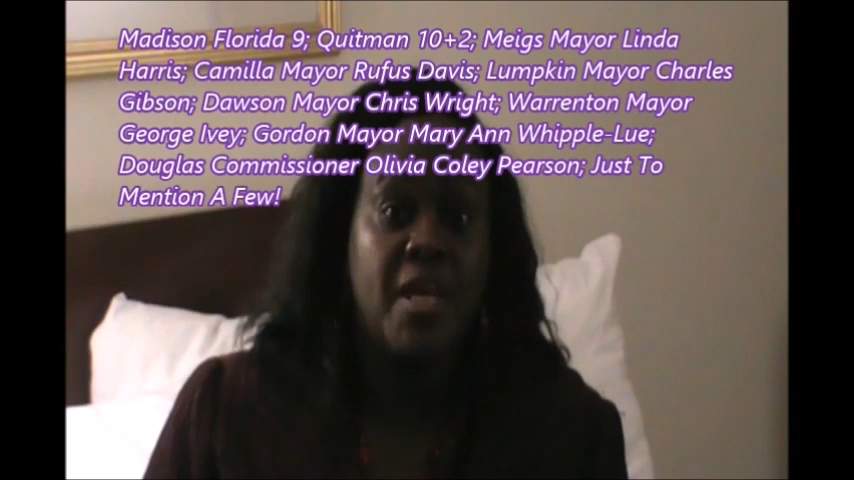 Madison Florida 9; Quitman 10+2; Meigs Mayor Linda
Harris; Camilla Mayor Rufus Davis; Lumpkin Mayor Charles
Gibson; Dawson Mayor Chris Wright; Warrenton Mayor
George Ivey; Gordon Mayor Mary Ann Whipple-Lue;
Douglas Commissioner Olivia Coley Pearson; Just To
Mention A Few!